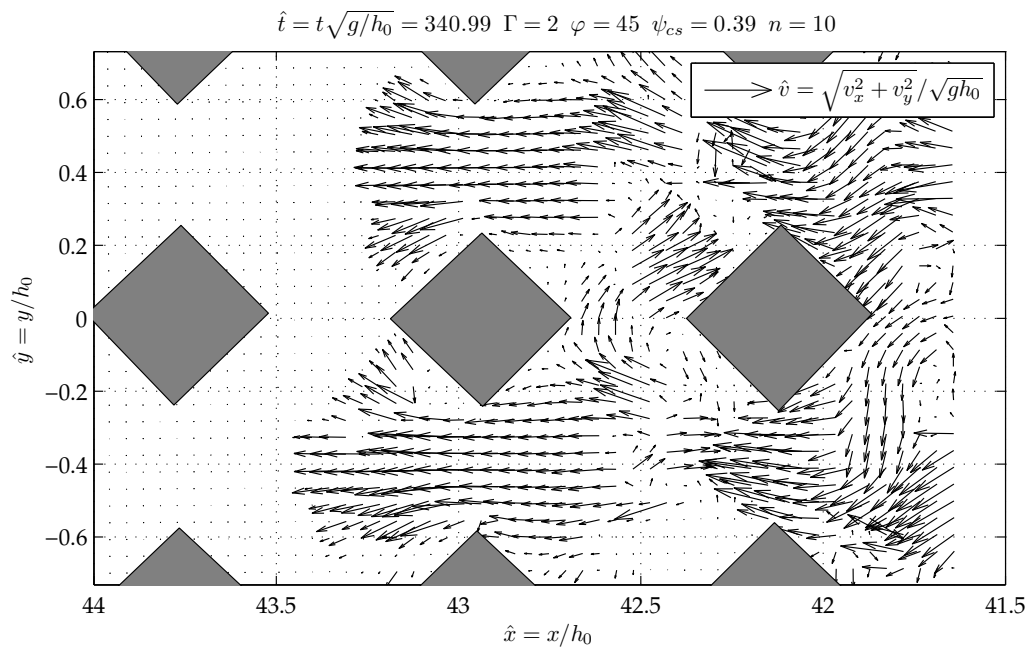 t̂ = t√g/h₀ = 340.99 Γ = 2 φ = 45 ψ_cs = 0.39 n = 10
v̂ = √v_x² + v_y²/√gh₀
0.6
0.4
0.2
0
−0.2
−0.4
−0.6
ŷ = y/h₀
44 43.5 43 42.5 42 41.5
x̂ = x/h₀